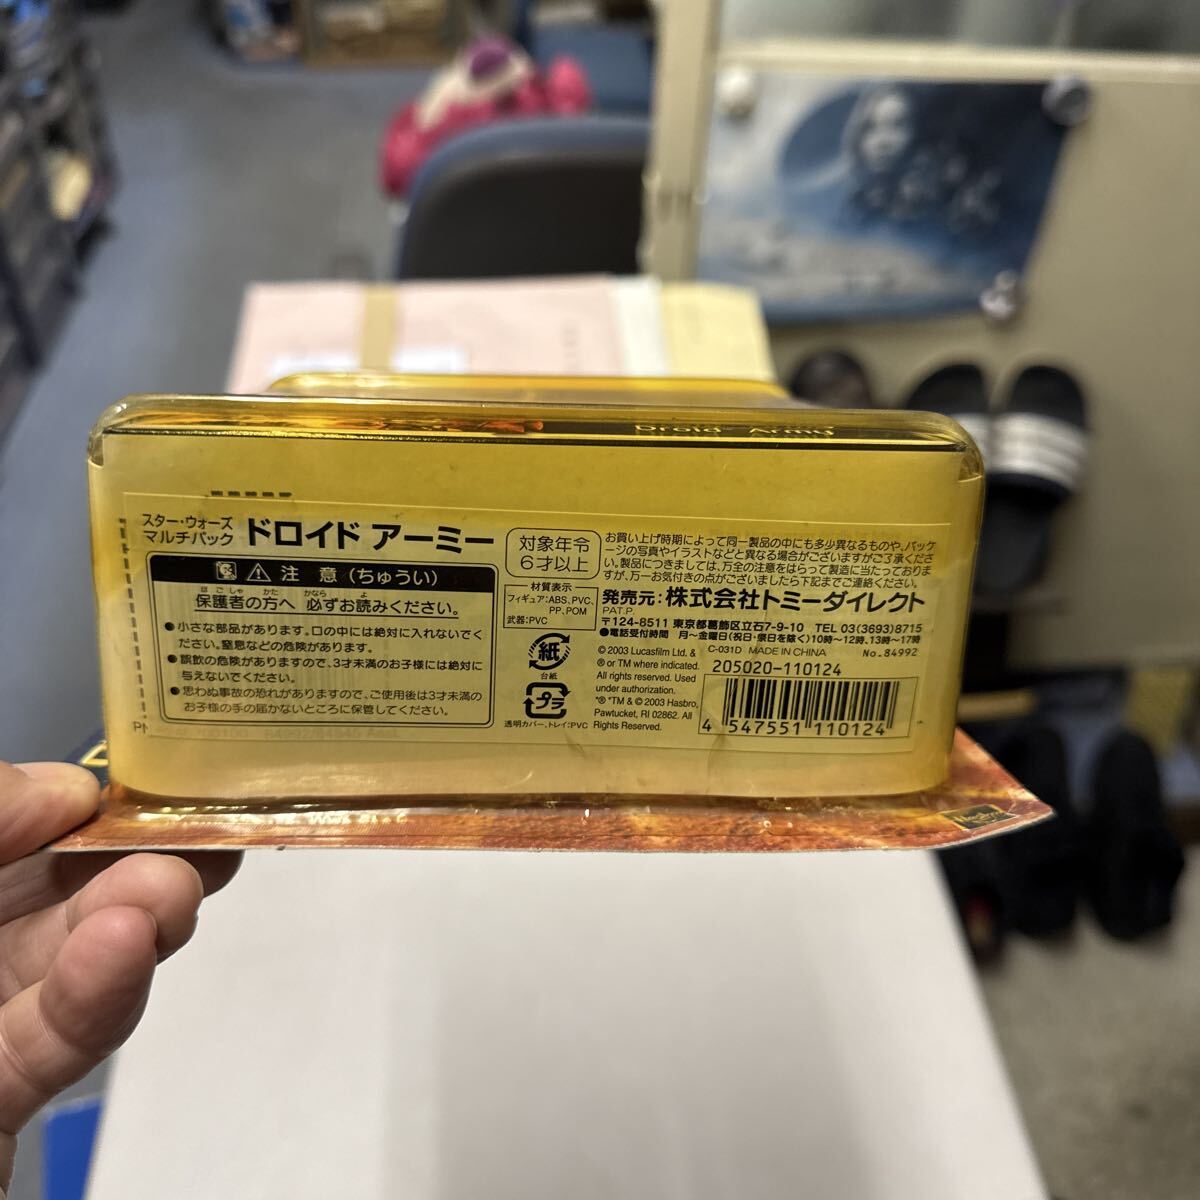 Droid Army
スター・ウォーズ
マルチパック
ドロイド アーミー
注 意 (ちゅうい)
ほ ご しゃ かた かなら よ
保護者の方へ 必ずお読みください。
●小さな部品があります。口の中には絶対に入れないでく
ださい。窒息などの危険があります。
●誤飲の危険がありますので、3才未満のお子様には絶対に
与えないでください。
●思わぬ事故の恐れがありますので、ご使用後は3才未満の
お子様の手の届かないところに保管してください。
対象年令
6才以上
材質表示
フィギュア:ABS,PVC,
PP,POM
武器:PVC
紙
台紙
プラ
透明カバー、トレイ:PVC
お買い上げ時期によって同一製品の中にも多少異なるものや、パッケ
ージの写真やイラストなどと異なる場合がございますがご了承くださ
い。製品につきましては、万全の注意をはらって製造に当たっておりま
すが、万一お気付きの点がございましたら下記までご連絡ください。
発売元:株式会社トミーダイレクト
PAT.P.
〒124-8511 東京都葛飾区立石7-9-10 TEL 03(3693)8715
●電話受付時間 月〜金曜日(祝日・祭日を除く)10時〜12時、13時〜17時
C-031D MADE IN CHINA No.84992
© 2003 Lucasfilm Ltd. &
® or TM where indicated.
All rights reserved. Used
under authorization.
*® *TM & © 2003 Hasbro,
Pawtucket, RI 02862. All
Rights Reserved.
205020-110124
4 547551 110124